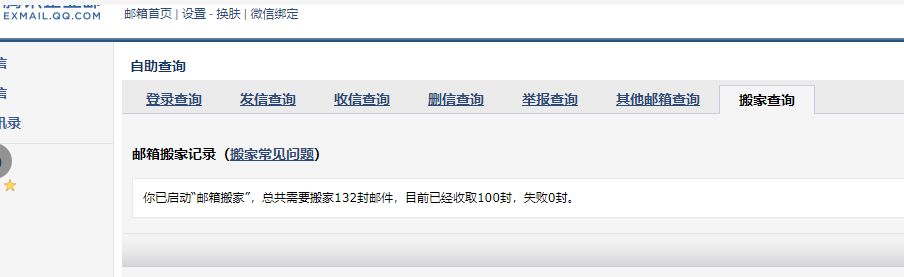 EXMAIL.QQ.COM
邮箱首页 | 设置 - 换肤 | 微信绑定
信
自助查询
信
登录查询 发信查询 收信查询 删信查询 举报查询 其他邮箱查询 搬家查询
讯录
邮箱搬家记录（搬家常见问题）
你已启动“邮箱搬家”，总共需要搬家132封邮件，目前已经收取100封，失败0封。